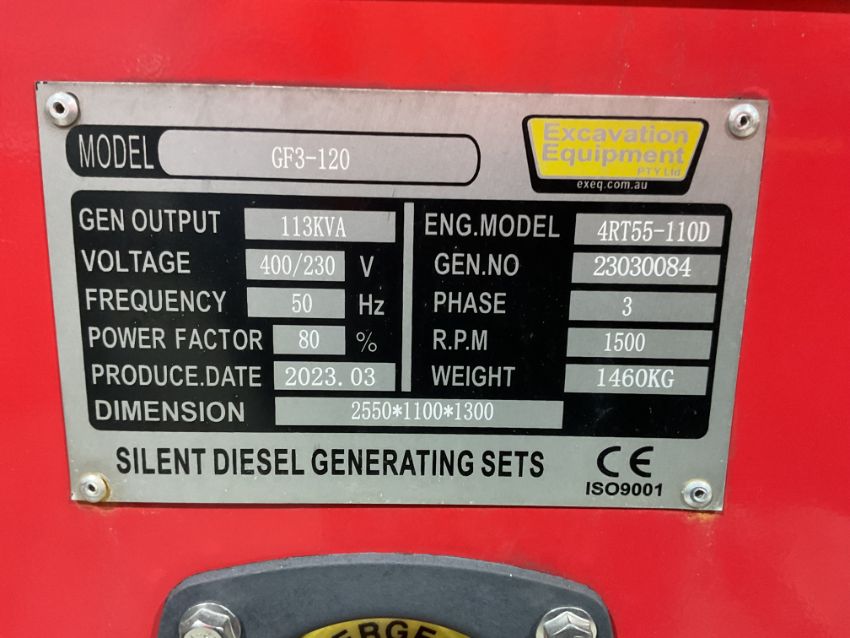 MODEL GF3-120
Excavation
Equipment
PTY Ltd
exeq.com.au
GEN OUTPUT 113KVA
VOLTAGE 400/230 V
FREQUENCY 50 Hz
POWER FACTOR 80 %
PRODUCE.DATE 2023.03
ENG.MODEL 4RT55-110D
GEN.NO 23030084
PHASE 3
R.P.M 1500
WEIGHT 1460KG
DIMENSION 2550*1100*1300
SILENT DIESEL GENERATING SETS
CE
ISO9001